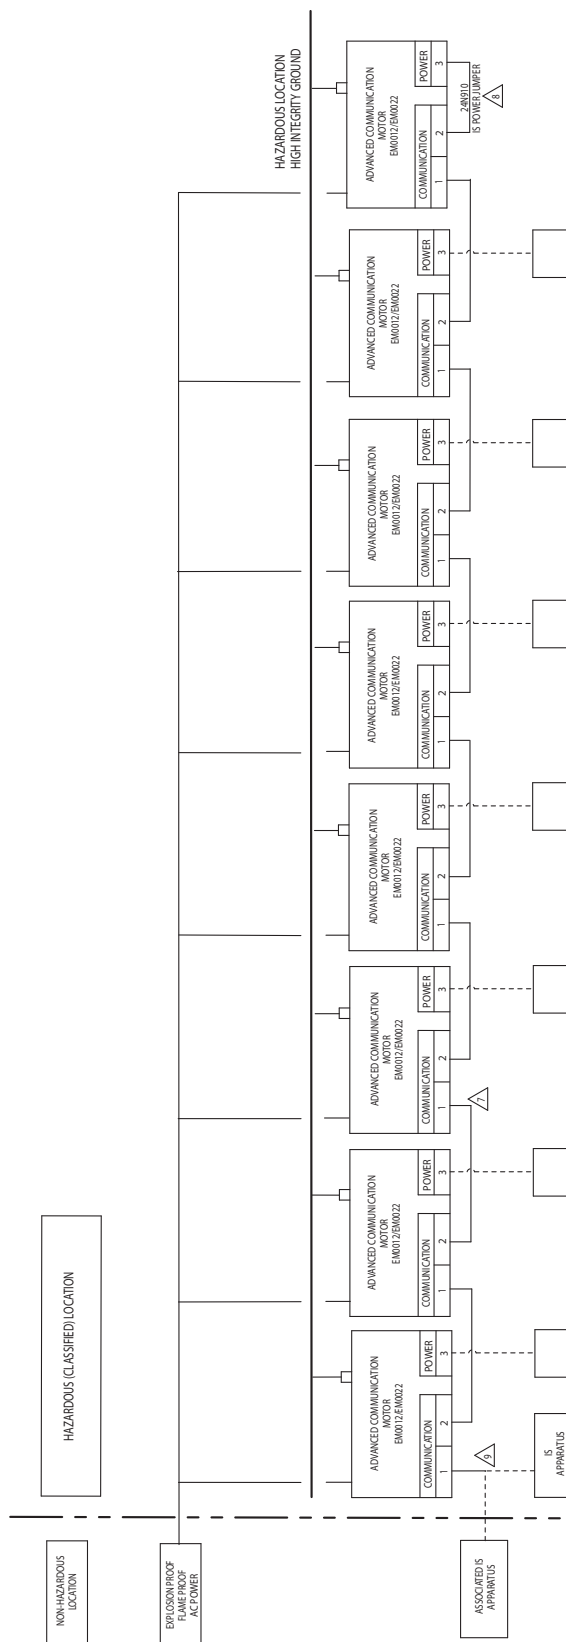 NON-HAZARDOUS
LOCATION
HAZARDOUS (CLASSIFIED) LOCATION
EXPLOSION PROOF
FLAME PROOF
AC POWER
HAZARDOUS LOCATION
HIGH INTEGRITY GROUND
ADVANCED COMMUNICATION
MOTOR
EM0012/EM0022
COMMUNICATION
POWER
1 2 3
ADVANCED COMMUNICATION
MOTOR
EM0012/EM0022
COMMUNICATION
POWER
1 2 3
ADVANCED COMMUNICATION
MOTOR
EM0012/EM0022
COMMUNICATION
POWER
1 2 3
ADVANCED COMMUNICATION
MOTOR
EM0012/EM0022
COMMUNICATION
POWER
1 2 3
ADVANCED COMMUNICATION
MOTOR
EM0012/EM0022
COMMUNICATION
POWER
1 2 3
ADVANCED COMMUNICATION
MOTOR
EM0012/EM0022
COMMUNICATION
POWER
1 2 3
ADVANCED COMMUNICATION
MOTOR
EM0012/EM0022
COMMUNICATION
POWER
1 2 3
ADVANCED COMMUNICATION
MOTOR
EM0012/EM0022
COMMUNICATION
POWER
1 2 3
24N910
IS POWER JUMPER
9
7
8
ASSOCIATED IS
APPARATUS
IS
APPARATUS